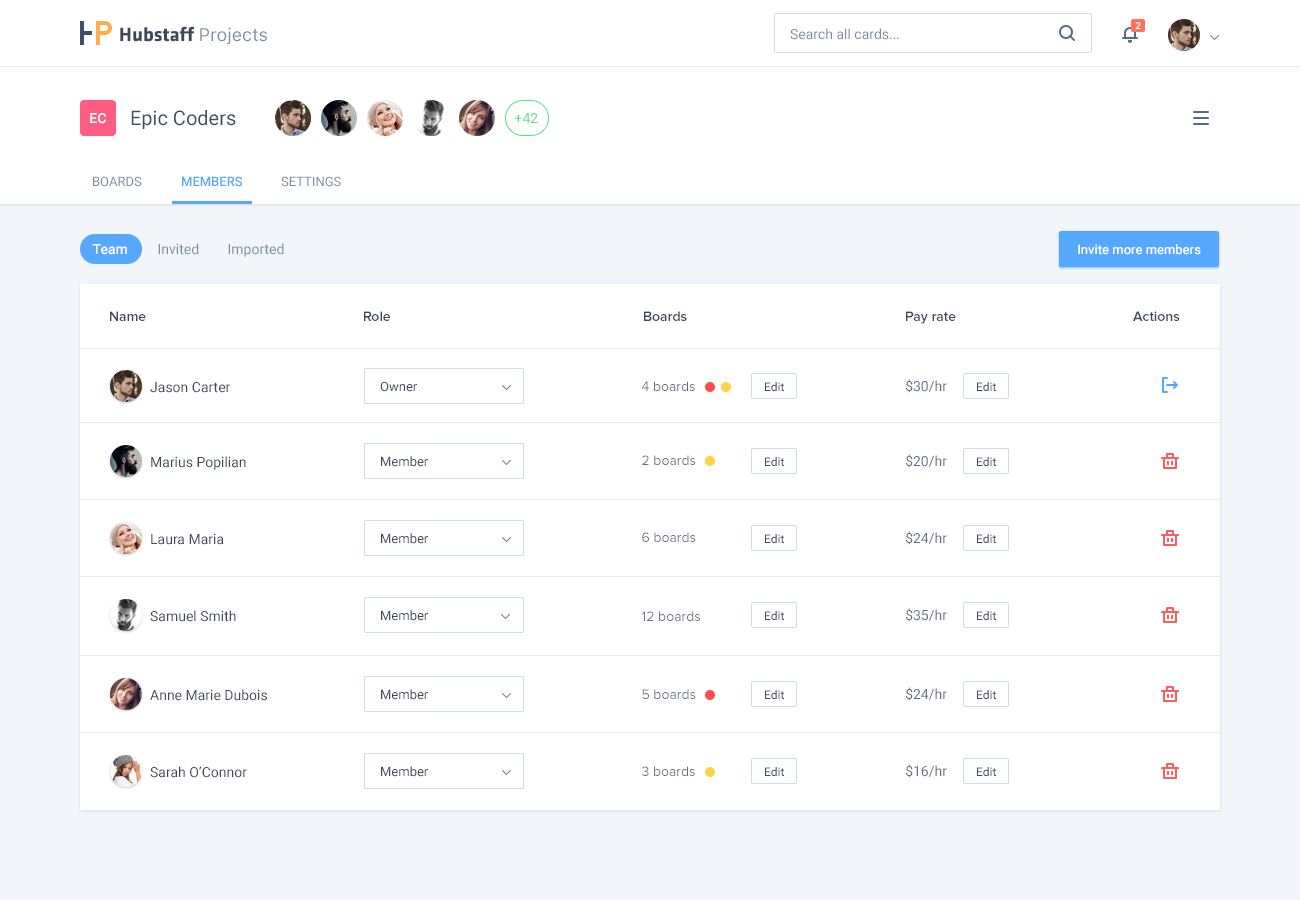 HP Hubstaff Projects
Search all cards...
2
EC
Epic Coders
+42
BOARDS MEMBERS SETTINGS
Team Invited Imported
Invite more members
Name Role Boards Pay rate Actions
Jason Carter Owner 4 boards Edit $30/hr Edit
Marius Popilian Member 2 boards Edit $20/hr Edit
Laura Maria Member 6 boards Edit $24/hr Edit
Samuel Smith Member 12 boards Edit $35/hr Edit
Anne Marie Dubois Member 5 boards Edit $24/hr Edit
Sarah O’Connor Member 3 boards Edit $16/hr Edit